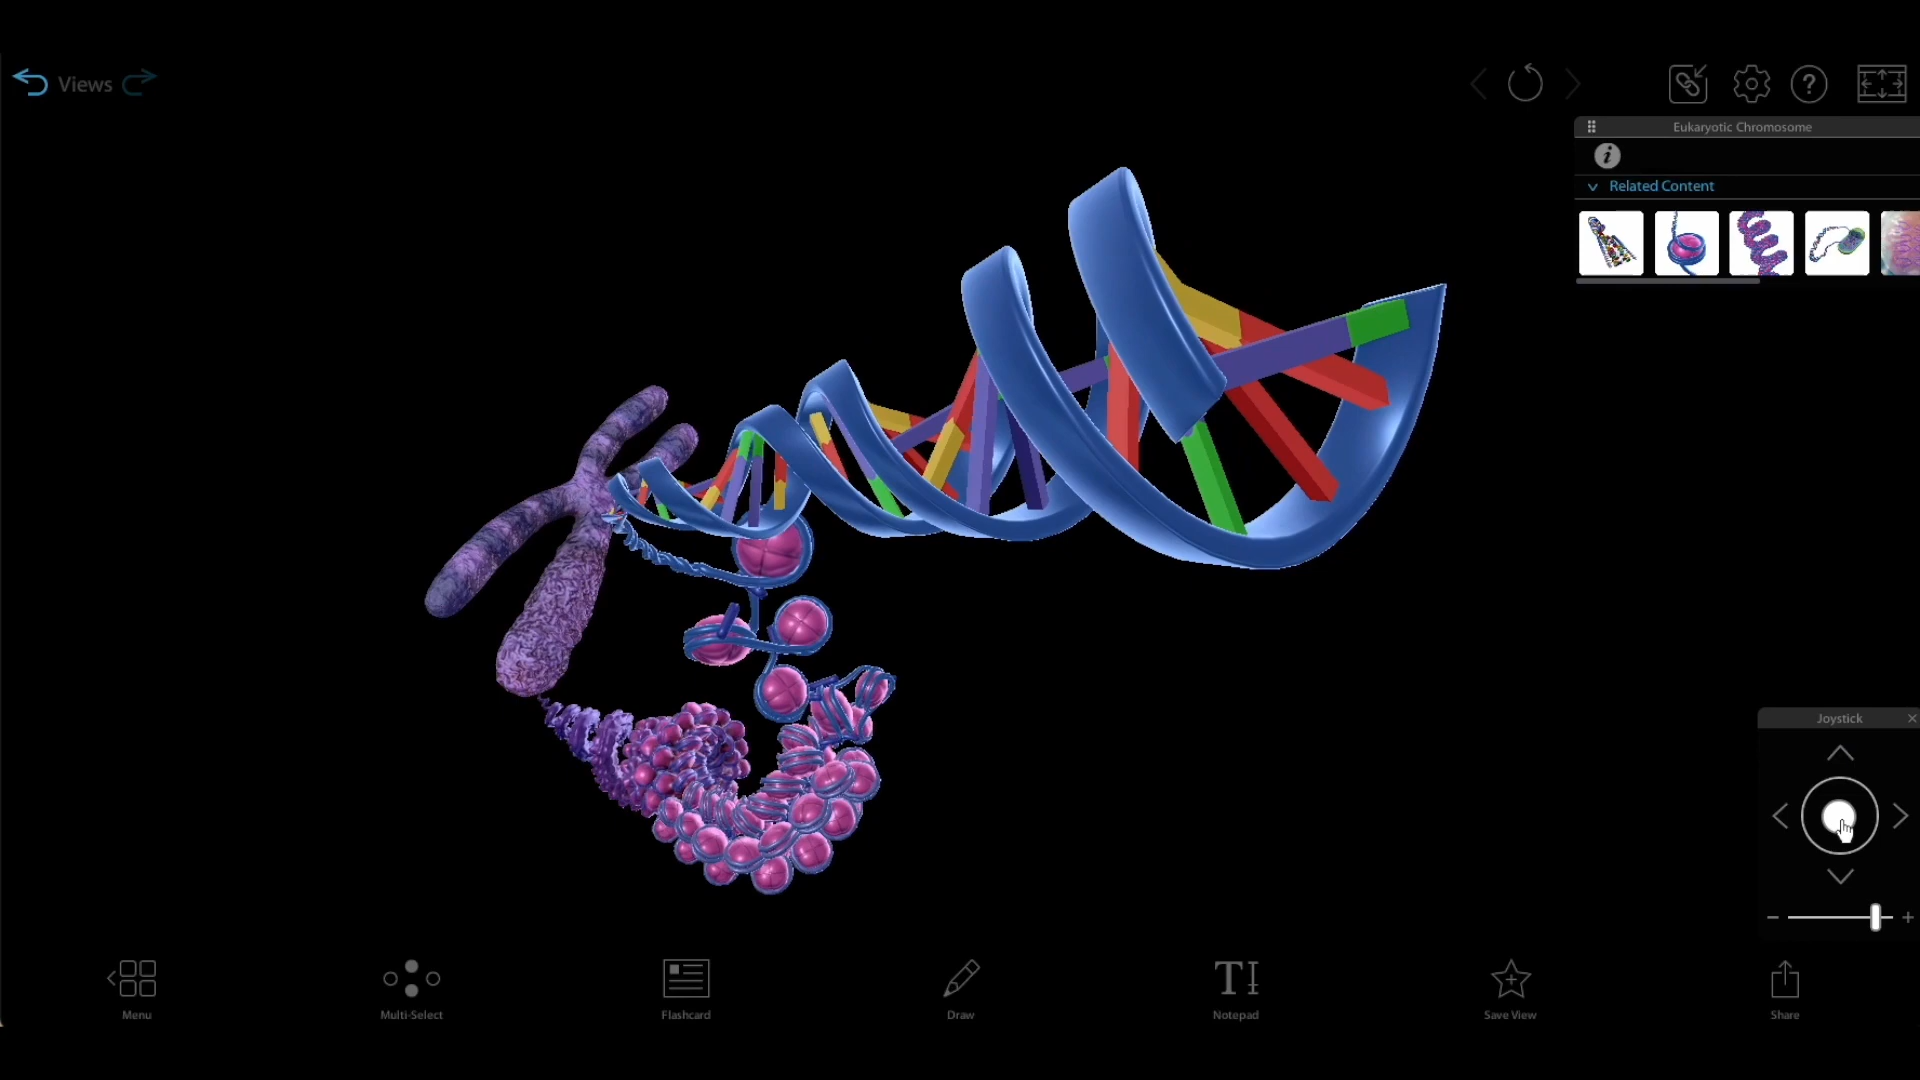 Views
Eukaryotic Chromosome
Related Content
Joystick
Menu
Multi-Select
Flashcard
Draw
Notepad
Save View
Share